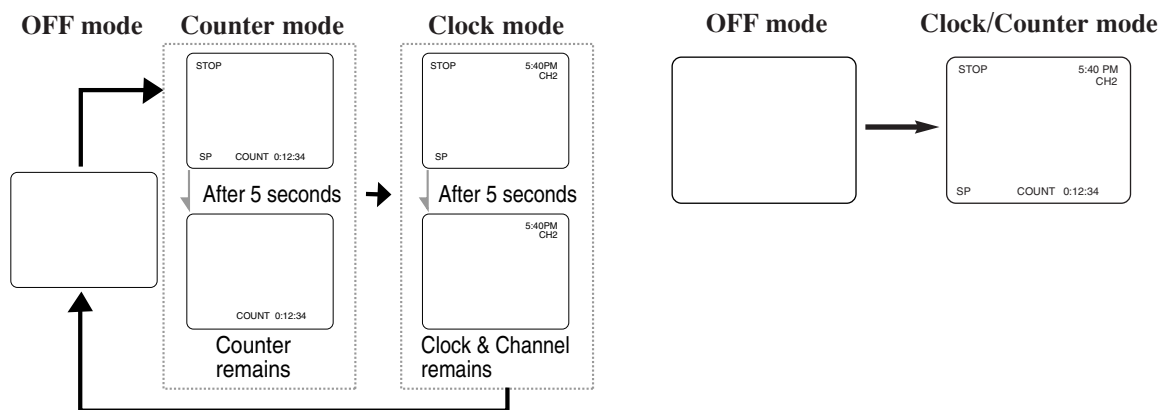 OFF mode
Counter mode
Clock mode
STOP
SP COUNT 0:12:34
After 5 seconds
COUNT 0:12:34
Counter
remains
STOP 5:40PM
CH2
SP
After 5 seconds
5:40PM
CH2
Clock & Channel
remains
OFF mode
Clock/Counter mode
STOP 5:40 PM
CH2
SP COUNT 0:12:34